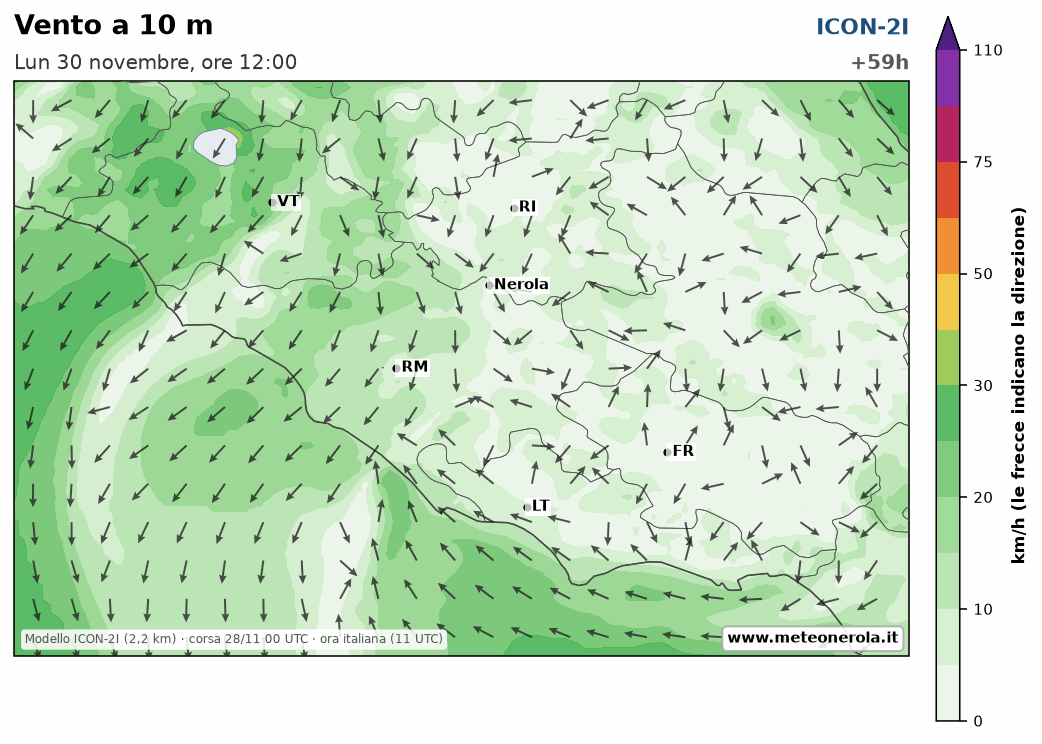 Vento a 10 m
ICON-2I
Lun 30 novembre, ore 12:00
+59h
VT
RI
Nerola
RM
FR
LT
Modello ICON-2I (2,2 km) · corsa 28/11 00 UTC · ora italiana (11 UTC)
www.meteonerola.it
110
75
50
30
20
10
0
km/h (le frecce indicano la direzione)